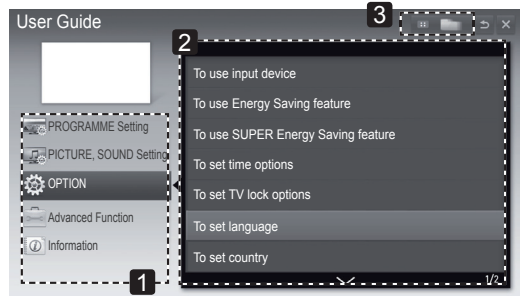 User Guide
3
2
To use input device
To use Energy Saving feature
To use SUPER Energy Saving feature
To set time options
To set TV lock options
To set language
To set country
1/2
PROGRAMME Setting
PICTURE, SOUND Setting
OPTION
Advanced Function
Information
1